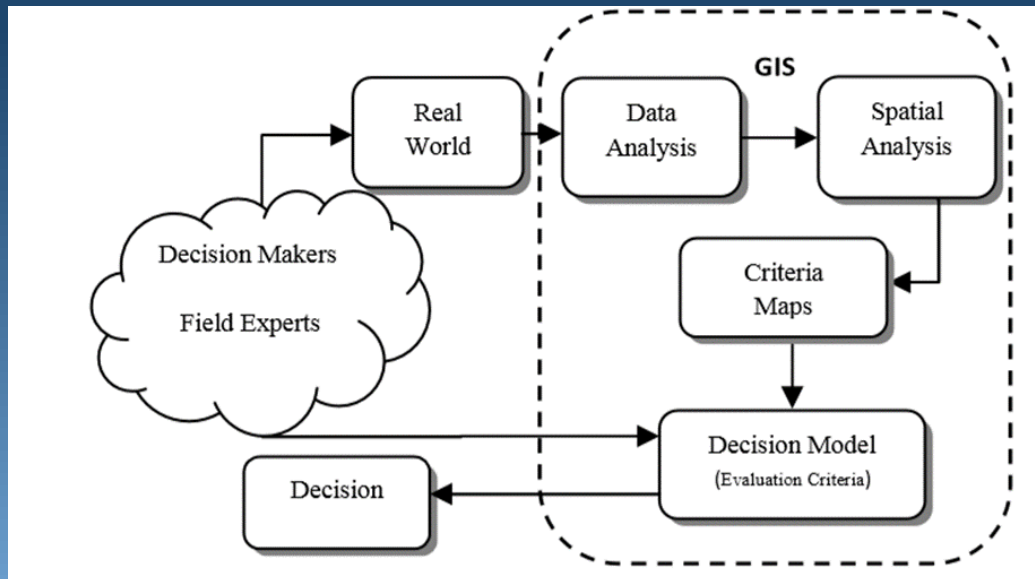 GIS
Real
World
Data
Analysis
Spatial
Analysis
Decision Makers
Field Experts
Criteria
Maps
Decision Model
(Evaluation Criteria)
Decision